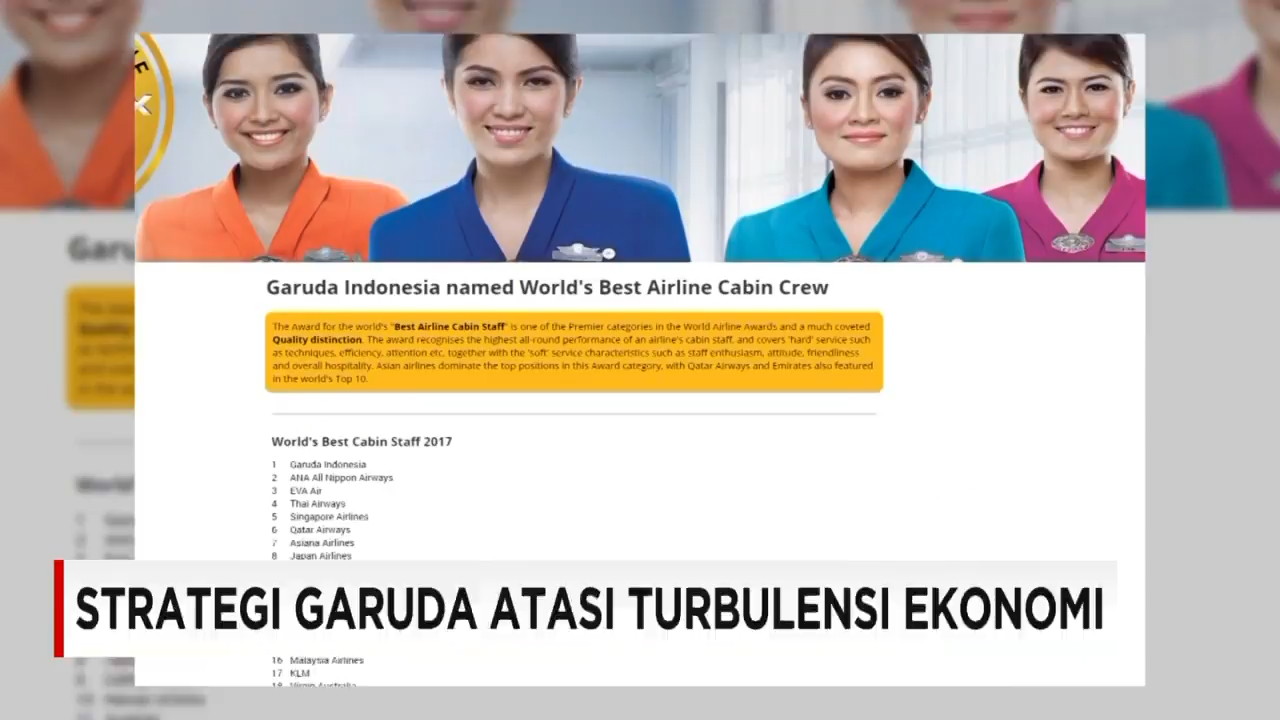 Garuda Indonesia named World's Best Airline Cabin Crew
The Award for the world's "Best Airline Cabin Staff" is one of the Premier categories in the World Airline Awards and a much coveted
Quality distinction. The award recognises the highest all-round performance of an airline's cabin staff, and covers 'hard' service such
as techniques, efficiency, attention etc, together with the 'soft' service characteristics such as staff enthusiasm, attitude, friendliness
and overall hospitality. Asian airlines dominate the top positions in this Award category, with Qatar Airways and Emirates also featured
in the world's Top 10.
World's Best Cabin Staff 2017
1 Garuda Indonesia
2 ANA All Nippon Airways
3 EVA Air
4 Thai Airways
5 Singapore Airlines
6 Qatar Airways
7 Asiana Airlines
8 Japan Airlines
STRATEGI GARUDA ATASI TURBULENSI EKONOMI
16 Malaysia Airlines
17 KLM
18 Virgin Australia